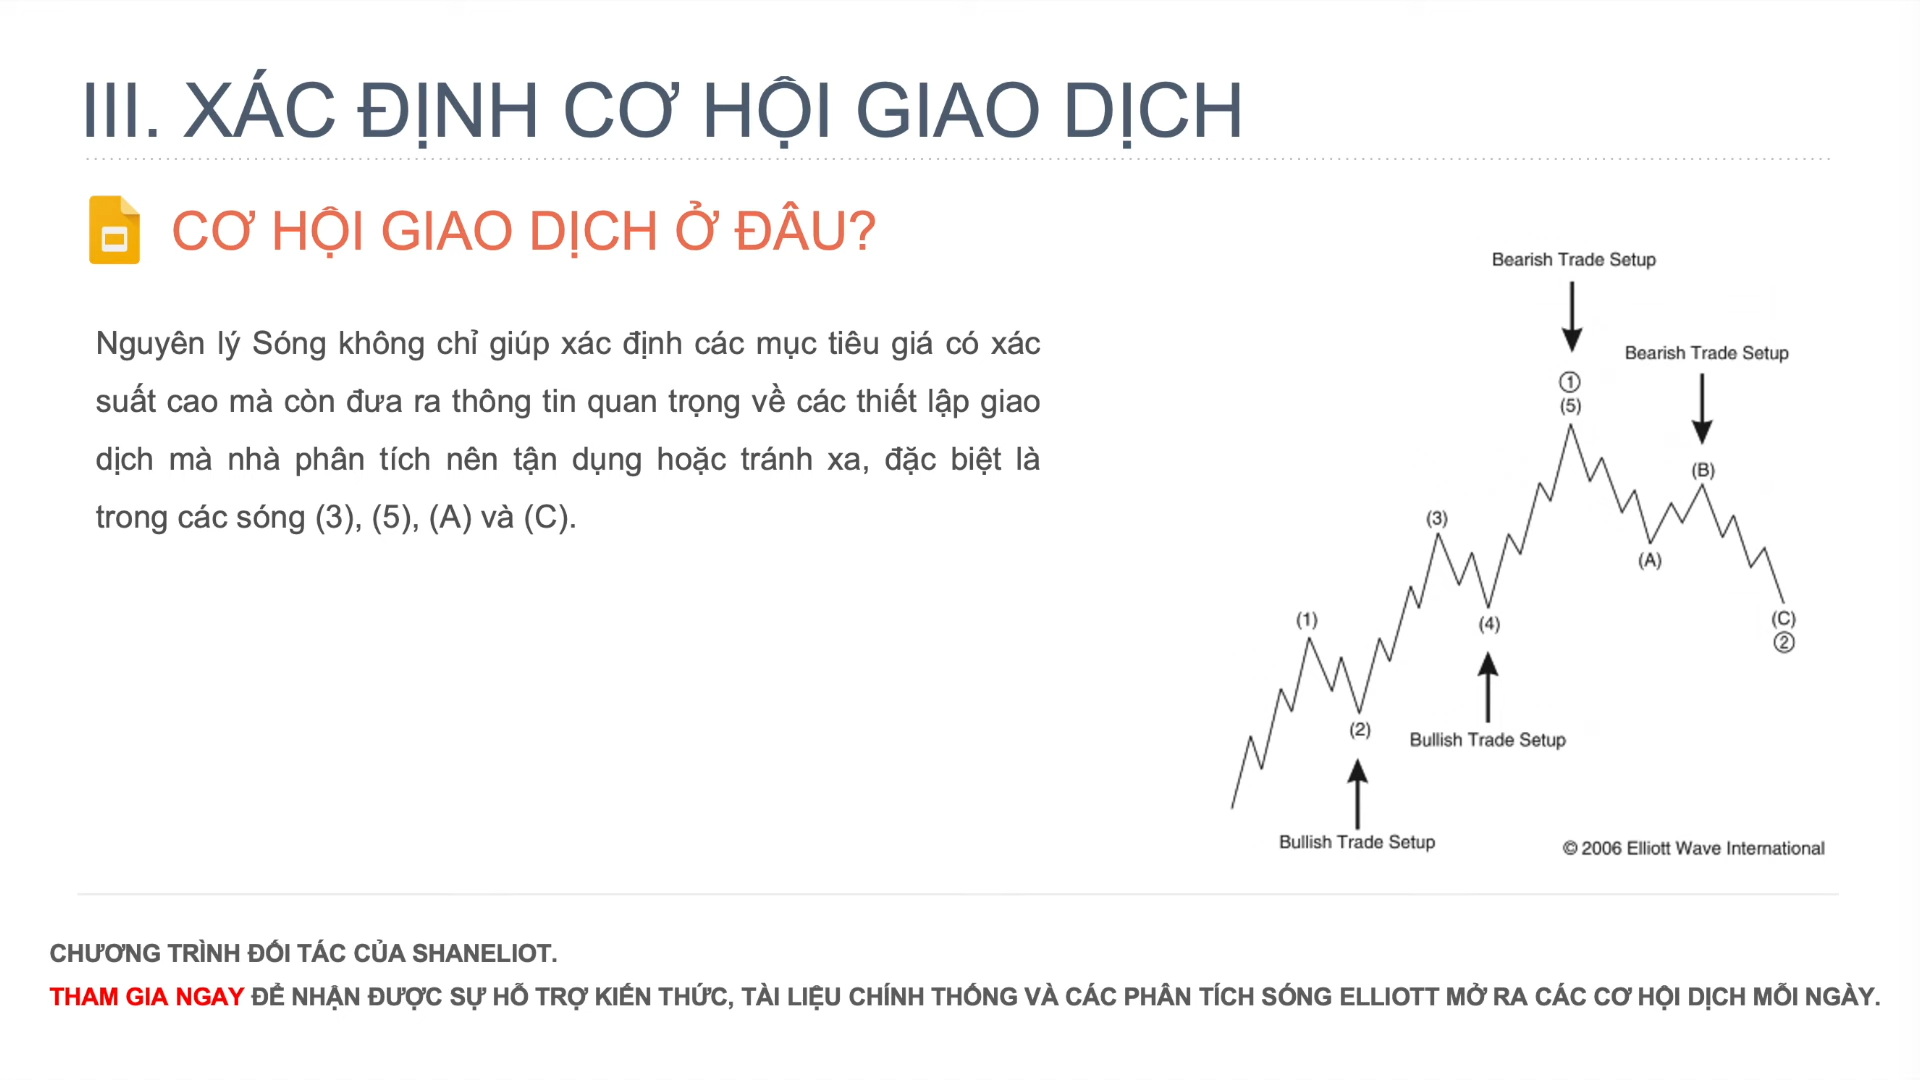 III. XÁC ĐỊNH CƠ HỘI GIAO DỊCH
CƠ HỘI GIAO DỊCH Ở ĐÂU?
Nguyên lý Sóng không chỉ giúp xác định các mục tiêu giá có xác
suất cao mà còn đưa ra thông tin quan trọng về các thiết lập giao
dịch mà nhà phân tích nên tận dụng hoặc tránh xa, đặc biệt là
trong các sóng (3), (5), (A) và (C).
Bearish Trade Setup
Bearish Trade Setup
①
(5)
(B)
(3)
(A)
(1)
(4)
(C)
②
(2)
Bullish Trade Setup
Bullish Trade Setup
© 2006 Elliott Wave International
CHƯƠNG TRÌNH ĐỐI TÁC CỦA SHANELIOT.
THAM GIA NGAY ĐỂ NHẬN ĐƯỢC SỰ HỖ TRỢ KIẾN THỨC, TÀI LIỆU CHÍNH THỐNG VÀ CÁC PHÂN TÍCH SÓNG ELLIOTT MỞ RA CÁC CƠ HỘI DỊCH MỖI NGÀY.